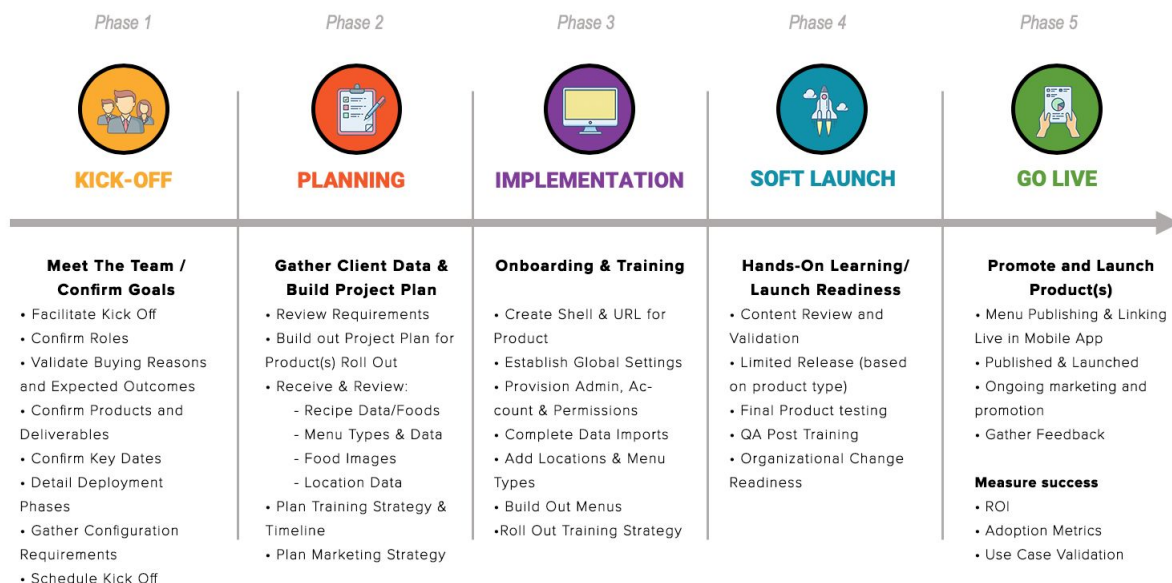 Phase 1
Phase 2
Phase 3
Phase 4
Phase 5
KICK-OFF
PLANNING
IMPLEMENTATION
SOFT LAUNCH
GO LIVE
Meet The Team /
Confirm Goals
• Facilitate Kick Off
• Confirm Roles
• Validate Buying Reasons
and Expected Outcomes
• Confirm Products and
Deliverables
• Confirm Key Dates
• Detail Deployment
Phases
• Gather Configuration
Requirements
• Schedule Kick Off
Gather Client Data &
Build Project Plan
• Review Requirements
• Build out Project Plan for
Product(s) Roll Out
• Receive & Review:
- Recipe Data/Foods
- Menu Types & Data
- Food Images
- Location Data
• Plan Training Strategy &
Timeline
• Plan Marketing Strategy
Onboarding & Training
• Create Shell & URL for
Product
• Establish Global Settings
• Provision Admin, Ac-
count & Permissions
• Complete Data Imports
• Add Locations & Menu
Types
• Build Out Menus
•Roll Out Training Strategy
Hands-On Learning/
Launch Readiness
• Content Review and
Validation
• Limited Release (based
on product type)
• Final Product testing
• QA Post Training
• Organizational Change
Readiness
Promote and Launch
Product(s)
• Menu Publishing & Linking
Live in Mobile App
• Published & Launched
• Ongoing marketing and
promotion
• Gather Feedback
Measure success
• ROI
• Adoption Metrics
• Use Case Validation